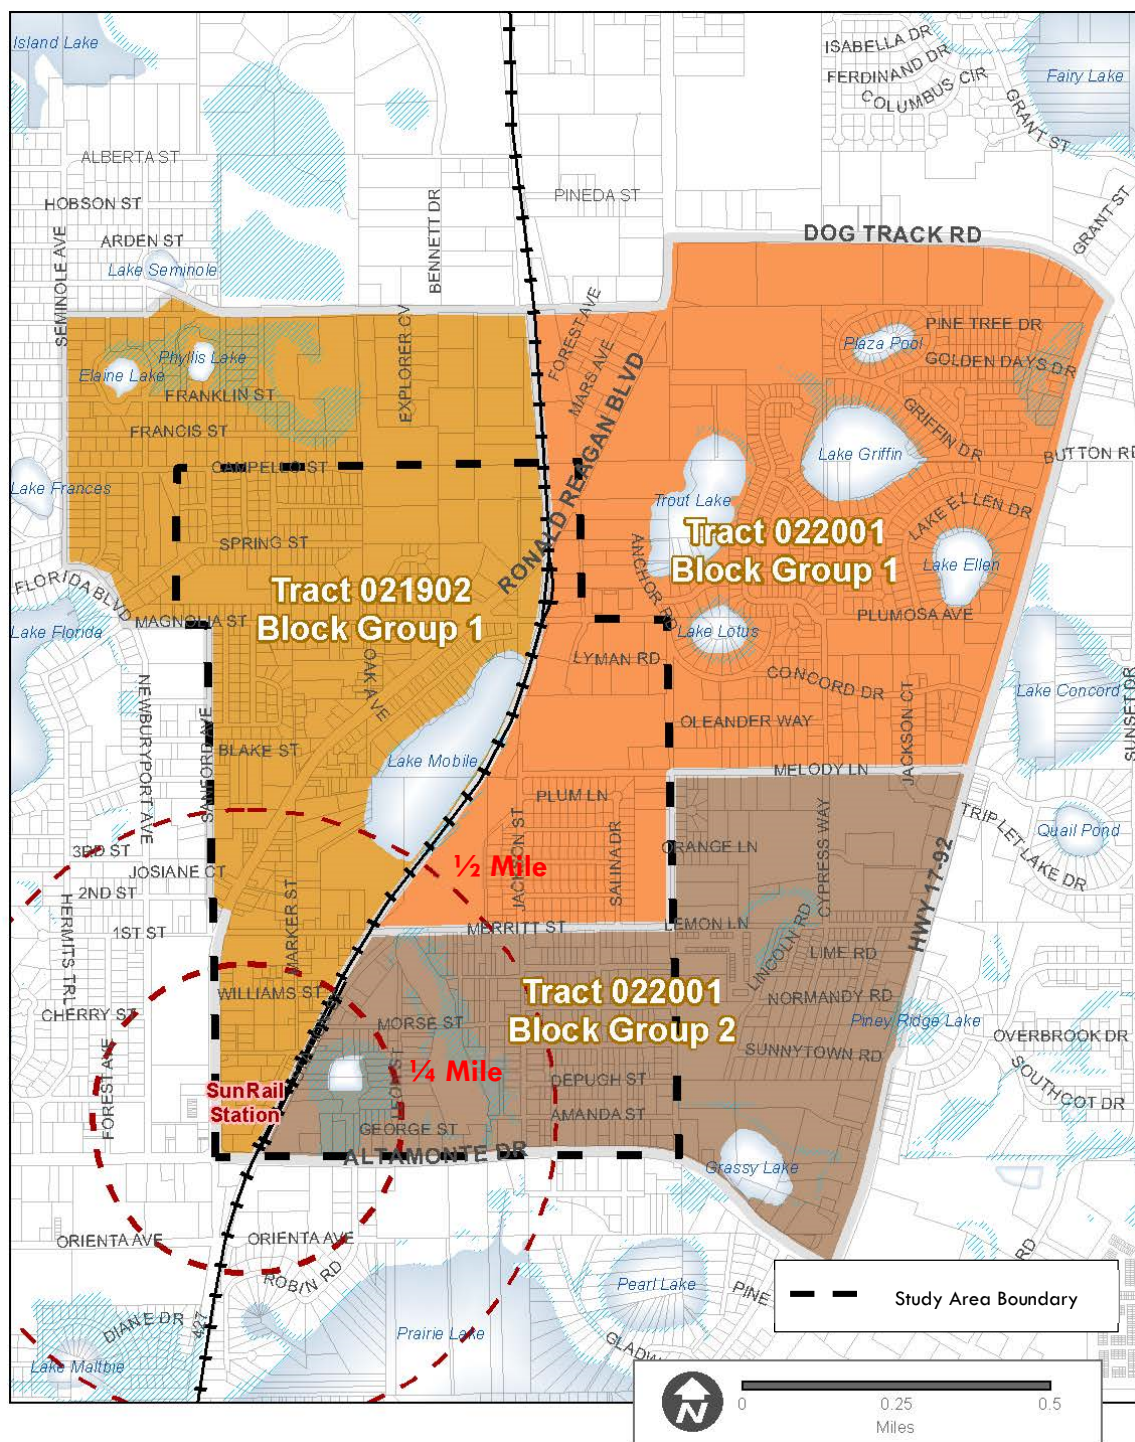 Island Lake
ISABELLA DR
FERDINAND DR
COLUMBUS CIR
Fairy Lake
GRANT ST
ALBERTA ST
PINEDA ST
BENNETT DR
HOBSON ST
GRANT ST
ARDEN ST
DOG TRACK RD
SEMINOLE AVE
Lake Seminole
FOREST AVE
PINE TREE DR
Plaza Pool
Phyllis Lake
EXPLORER CV
MARS AVE
GOLDEN DAYS DR
Elaine Lake
FRANKLIN ST
RONALD REAGAN BLVD
GRIFFIN DR
FRANCIS ST
Lake Griffin
BUTTON RD
CAMPELLO ST
Lake Frances
Trout Lake
LAKE ELLEN DR
SPRING ST
Tract 022001
Block Group 1
Lake Ellen
ANCHOR RD
FLORIDA BLVD
Tract 021902
Block Group 1
MAGNOLIA ST
PLUMOSA AVE
Lake Florida
Lake Lotus
LYMAN RD
OAK AVE
CONCORD DR
Lake Concord
NEWBURYPORT AVE
SANFORD AVE
OLEANDER WAY
JACKSON CT
SUNSET DR
BLAKE ST
Lake Mobile
MELODY LN
PLUM LN
TRIPLET LAKE DR
Quail Pond
3RD ST
JOSIANE CT
½ Mile
JACKSON ST
SALINA DR
ORANGE LN
CYPRESS WAY
2ND ST
HERMITS TRL
MARKER ST
HWY 17-92
1ST ST
MERRITT ST
LEMON LN
LINCOLN RD
LIME RD
WILLIAMS ST
Tract 022001
Block Group 2
NORMANDY RD
CHERRY ST
MORSE ST
Piney Ridge Lake
OVERBROOK DR
SUNNYTOWN RD
FOREST AVE
¼ Mile
DEPUGH ST
SOUTHCOT DR
SunRail
Station
LEON ST
AMANDA ST
GEORGE ST
ALTAMONTE DR
Grassy Lake
ORIENTA AVE
ORIENTA AVE
ROBIN RD
RD
Pearl Lake
PINE
Study Area Boundary
DIANE DR
427
Prairie Lake
GLADW
Lake Maltbie
N
0
0.25
0.5
Miles